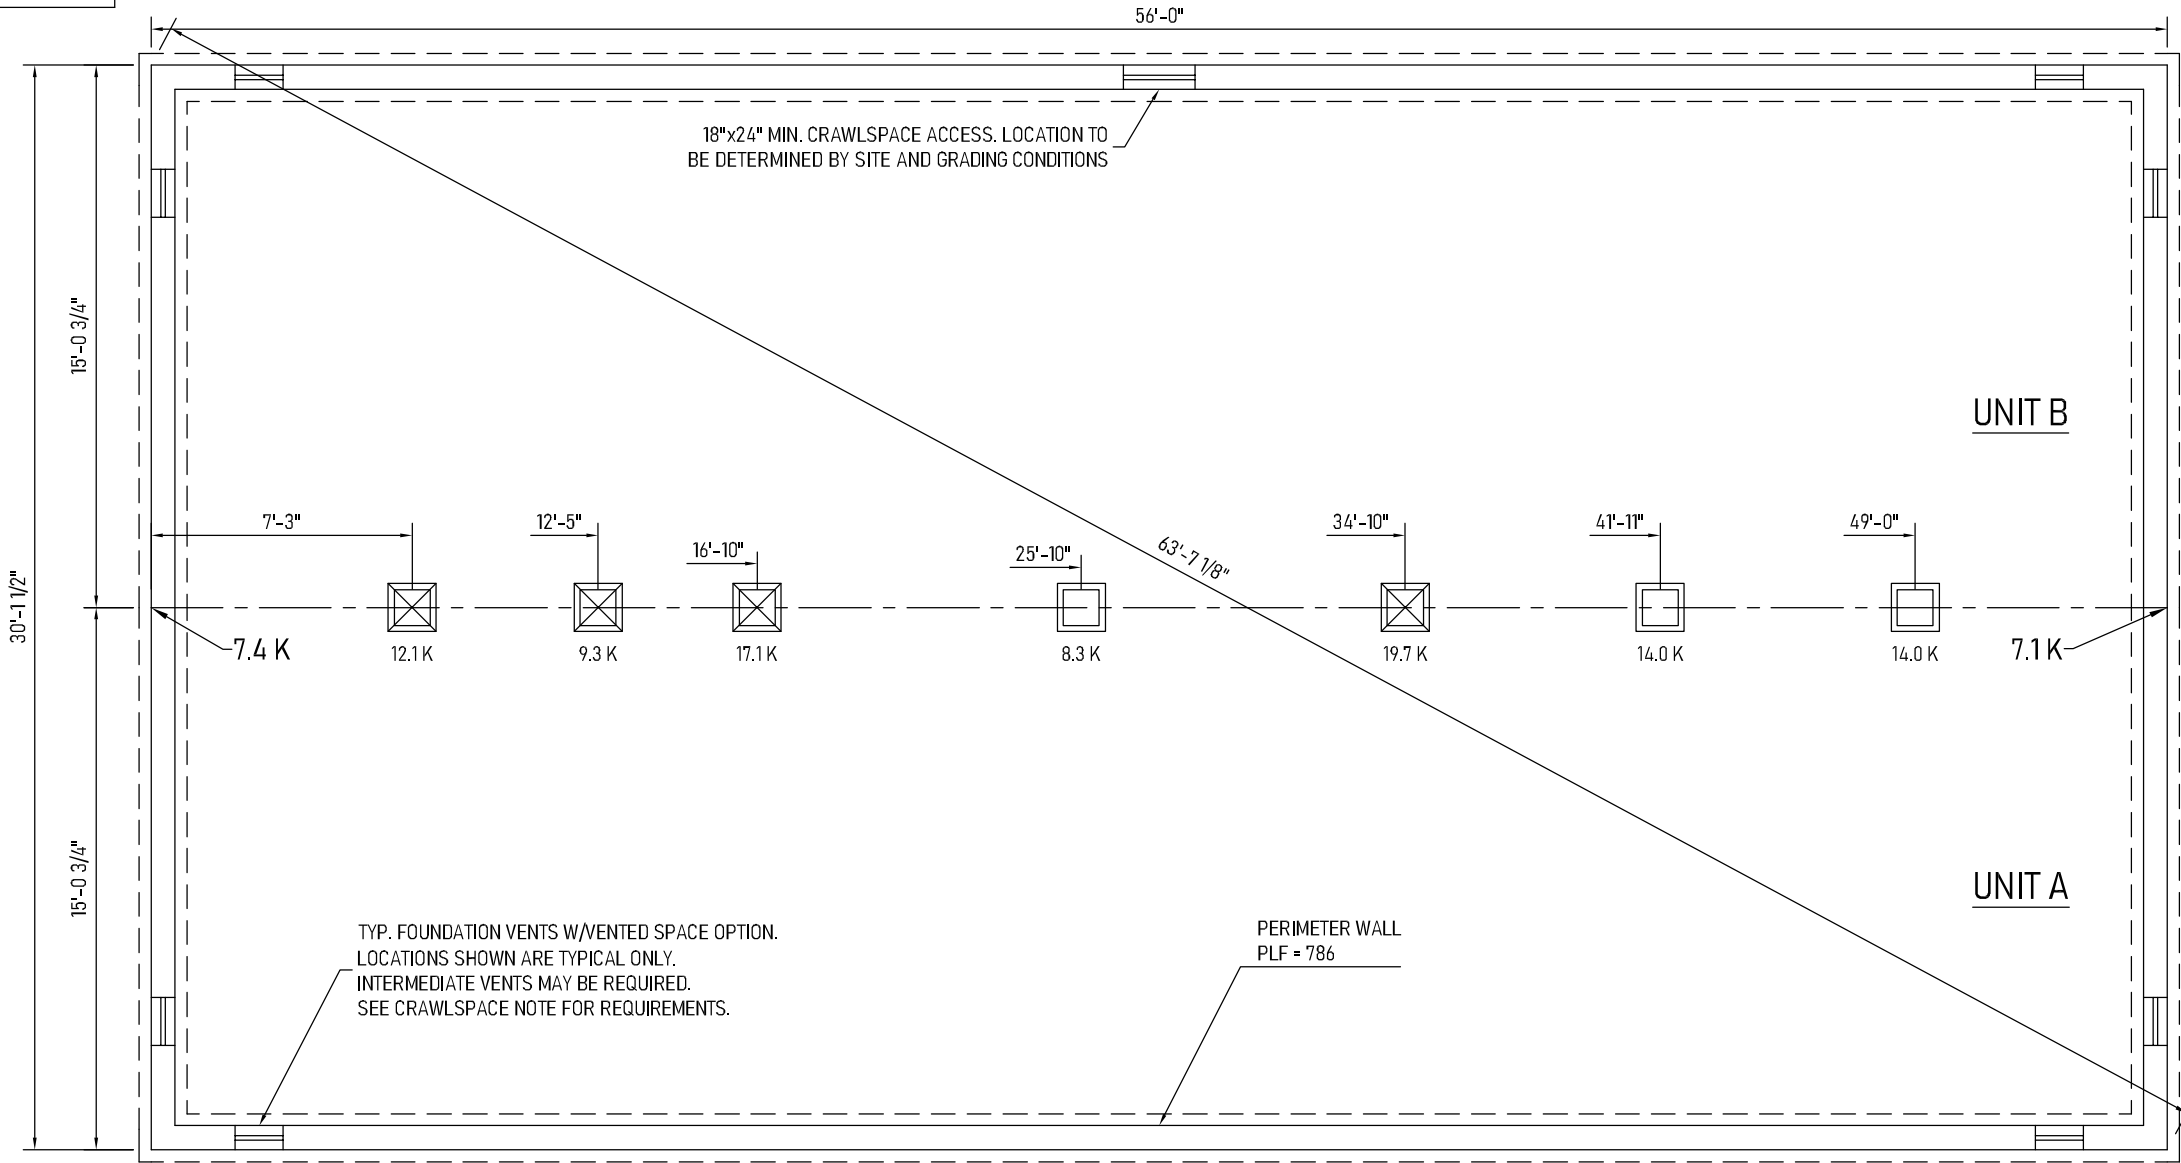 56'-0"
18"x24" MIN. CRAWLSPACE ACCESS. LOCATION TO
BE DETERMINED BY SITE AND GRADING CONDITIONS
15'-0 3/4"
30'-1 1/2"
15'-0 3/4"
UNIT B
7'-3"
12'-5"
16'-10"
25'-10"
63'-7 1/8"
34'-10"
41'-11"
49'-0"
7.4 K
12.1 K
9.3 K
17.1 K
8.3 K
19.7 K
14.0 K
14.0 K
7.1 K
UNIT A
TYP. FOUNDATION VENTS W/VENTED SPACE OPTION.
LOCATIONS SHOWN ARE TYPICAL ONLY.
INTERMEDIATE VENTS MAY BE REQUIRED.
SEE CRAWLSPACE NOTE FOR REQUIREMENTS.
PERIMETER WALL
PLF = 786